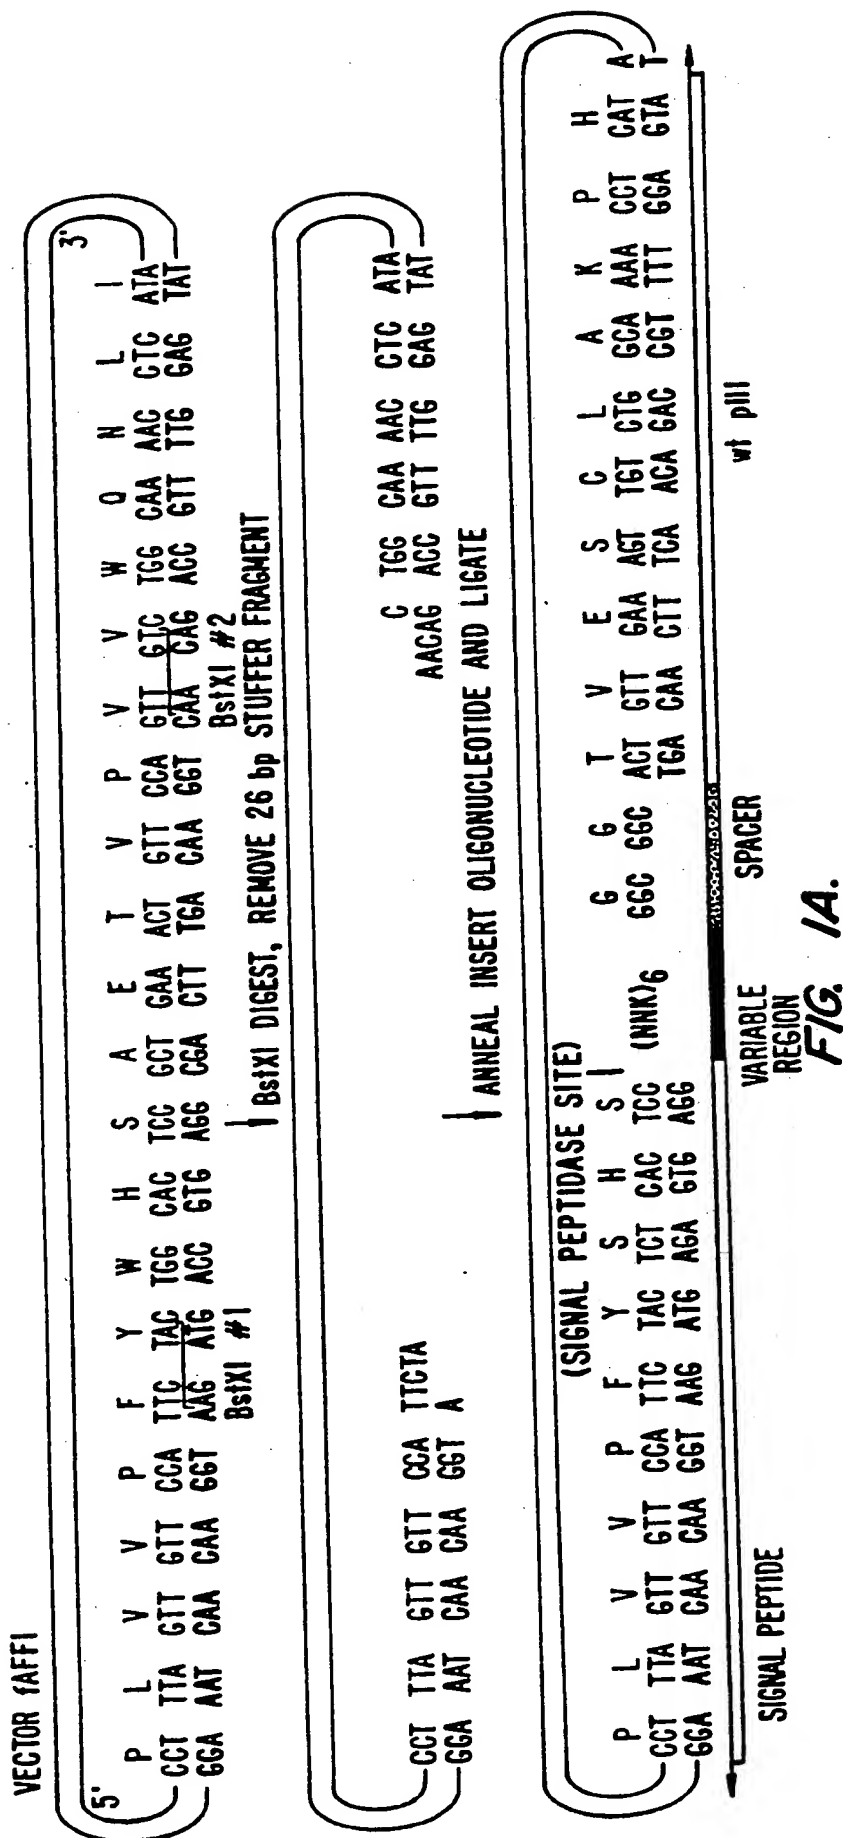 VECTOR fAFF1
5' 3'
P L V V P F Y W H S A E T V P V V W Q N L I
CCT TTA GTT GTT CCA TTC TAC TGG CAC TCC GCT GAA ACT GTT CCA GTT GTC TGG CAA AAC CTC ATA
GGA AAT CAA CAA GGT AAG ATG ACC GTG AGG CGA CTT TGA CAA GGT CAA CAG ACC GTT TTG GAG TAT
BstXI #1 BstXI #2
BstXI DIGEST, REMOVE 26 bp STUFFER FRAGMENT
CCT TTA GTT GTT CCA TTCTA C TGG CAA AAC CTC ATA
GGA AAT CAA CAA GGT A AACAG ACC GTT TTG GAG TAT
ANNEAL INSERT OLIGONUCLEOTIDE AND LIGATE
(SIGNAL PEPTIDASE SITE)
P L V V P F Y S H S G G T V E S C L A K P H
CCT TTA GTT GTT CCA TTC TAC TCT CAC TCC (NNK)6 GGC GGC ACT GTT GAA AGT TGT CTG GCA AAA CCT CAT A
GGA AAT CAA CAA GGT AAG ATG AGA GTG AGG TGA CAA CTT TCA ACA GAC CGT TTT GGA GTA T
SIGNAL PEPTIDE VARIABLE REGION SPACER wt pIII
FIG. 1A.